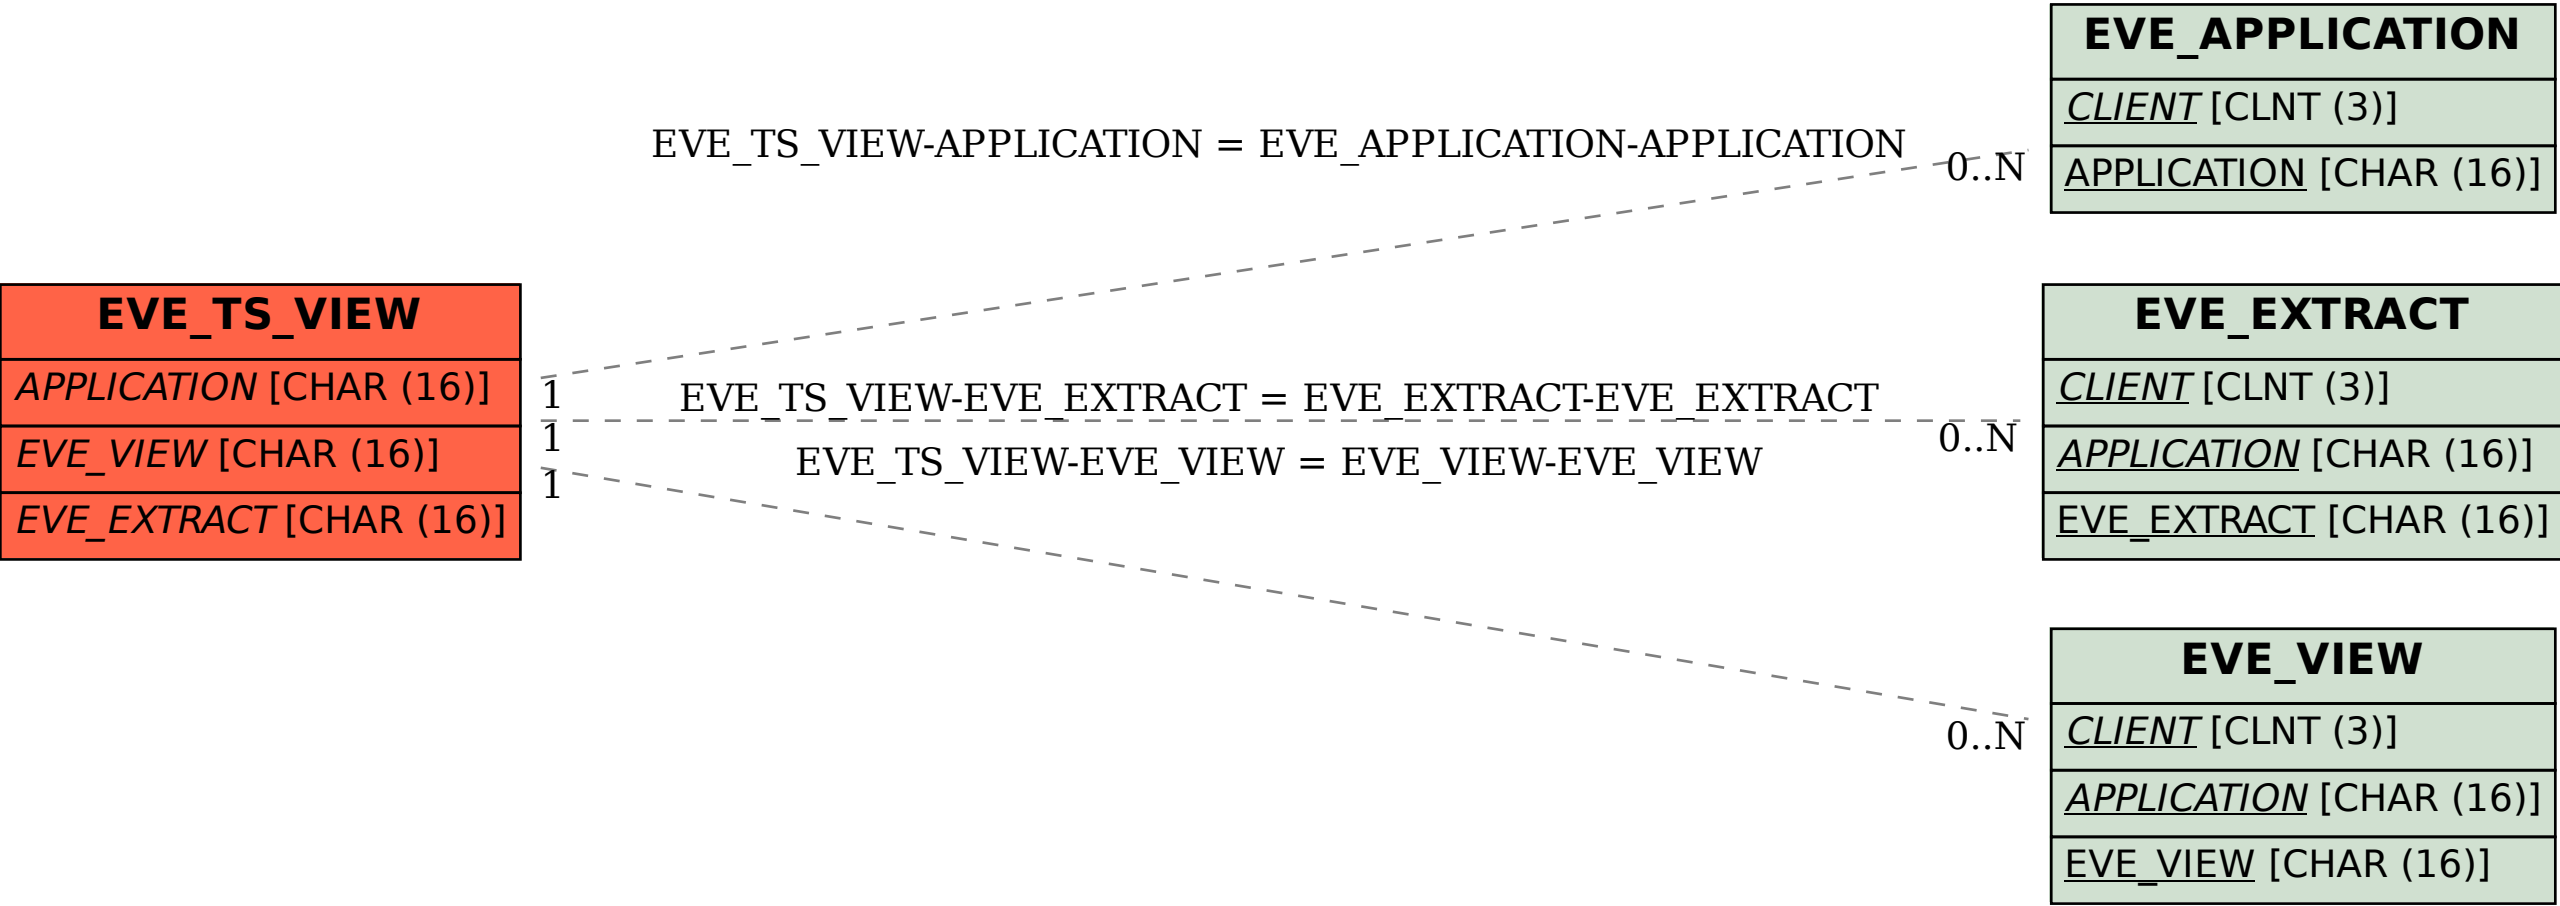 EVE_APPLICATION
CLIENT [CLNT (3)]
APPLICATION [CHAR (16)]
EVE_TS_VIEW-APPLICATION = EVE_APPLICATION-APPLICATION
0..N
EVE_TS_VIEW
APPLICATION [CHAR (16)]
EVE_VIEW [CHAR (16)]
EVE_EXTRACT [CHAR (16)]
1
EVE_TS_VIEW-EVE_EXTRACT = EVE_EXTRACT-EVE_EXTRACT
1
0..N
EVE_TS_VIEW-EVE_VIEW = EVE_VIEW-EVE_VIEW
1
EVE_EXTRACT
CLIENT [CLNT (3)]
APPLICATION [CHAR (16)]
EVE_EXTRACT [CHAR (16)]
0..N
EVE_VIEW
CLIENT [CLNT (3)]
APPLICATION [CHAR (16)]
EVE_VIEW [CHAR (16)]